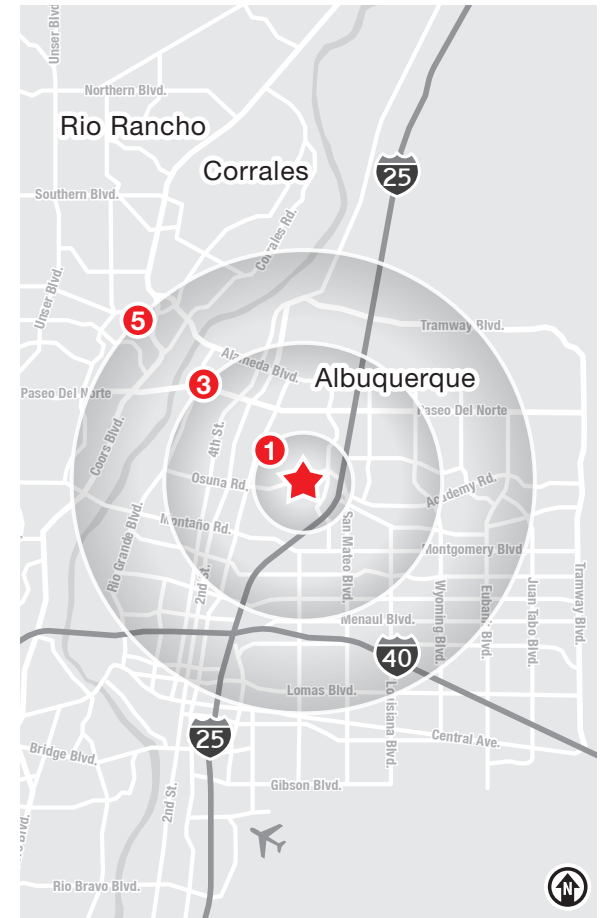 Unser Blvd
Northern Blvd.
Rio Rancho
Corrales
25
Southern Blvd.
Corrales Rd.
Unser Blvd.
5
Tramway Blvd.
Alameda Blvd.
3
Albuquerque
Paseo Del Norte
Paseo Del Norte
4th St.
Coors Blvd.
1
Osuna Rd.
Academy Rd.
Montaño Rd.
San Mateo Blvd.
Rio Grande Blvd.
Montgomery Blvd
2nd St.
Wyoming Blvd.
Eubank Blvd.
Juan Tabo Blvd.
Tramway Blvd.
Menaul Blvd.
40
Lomas Blvd.
Louisiana Blvd.
25
Central Ave.
Bridge Blvd.
Gibson Blvd.
2nd St.
Rio Bravo Blvd.
N